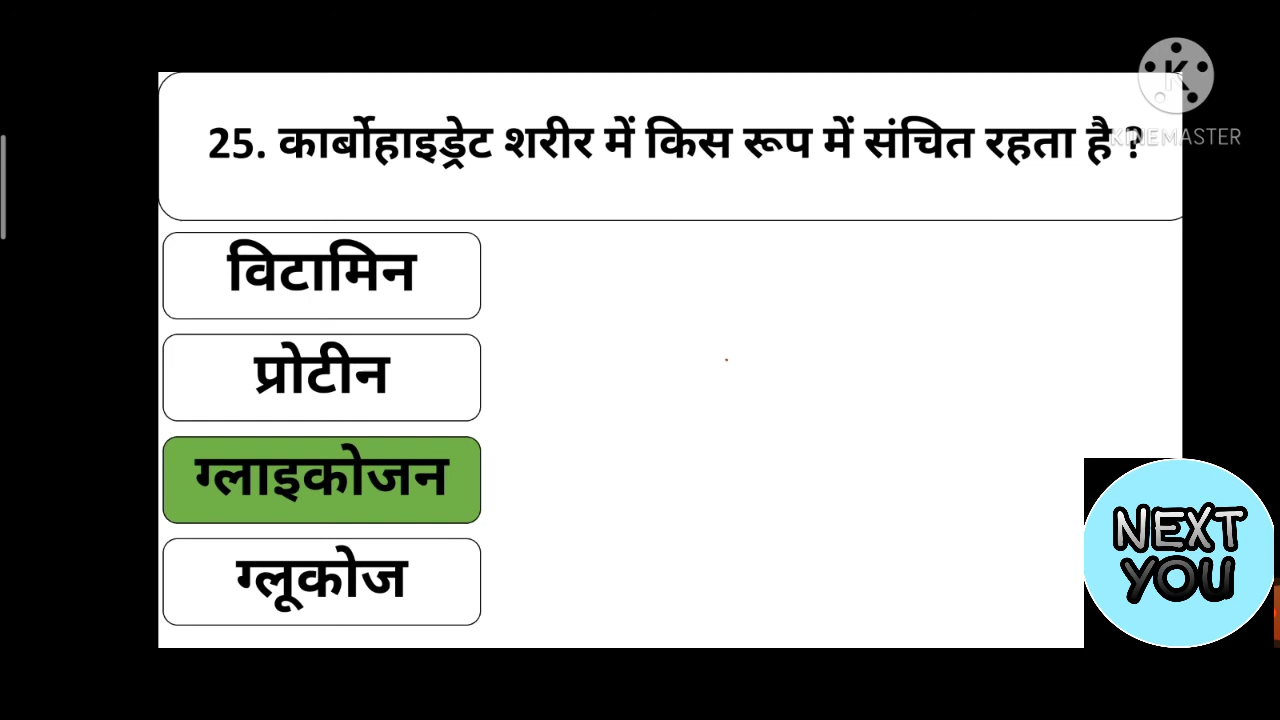 25. कार्बोहाइड्रेट शरीर में किस रूप में संचित रहता है ?
KINEMASTER
विटामिन
प्रोटीन
ग्लाइकोजन
ग्लूकोज
NEXT
YOU